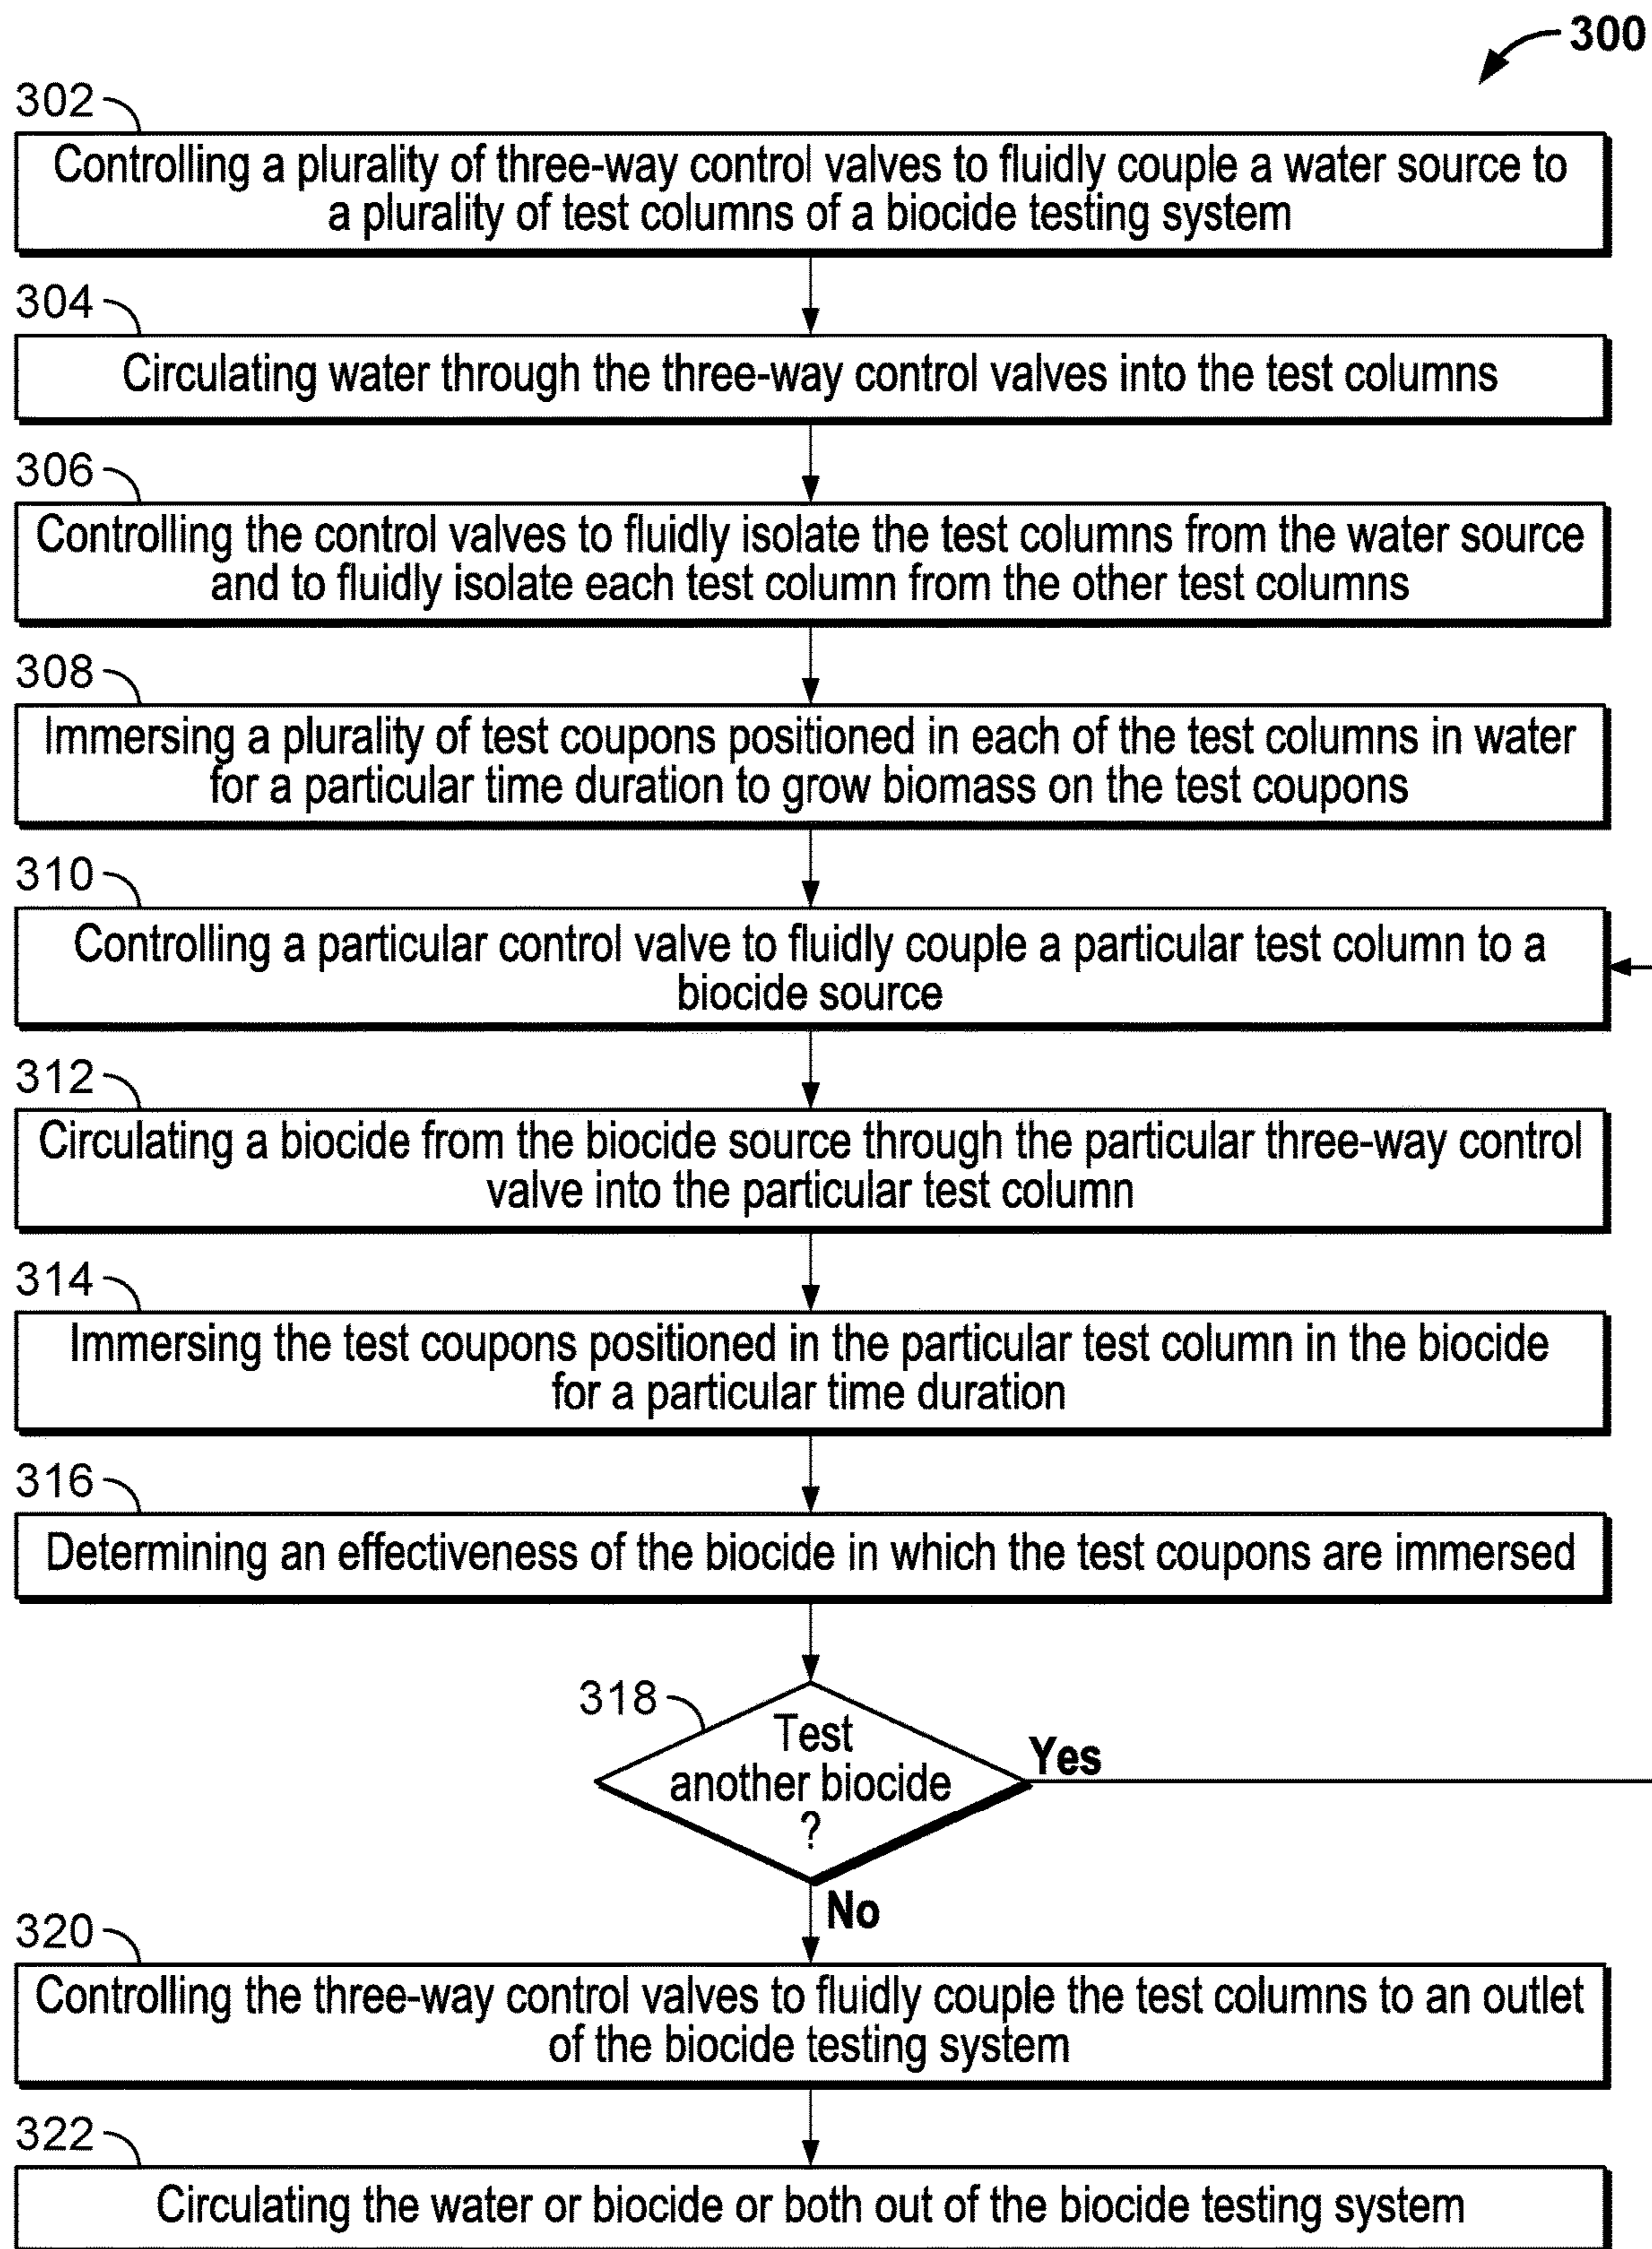 300
302
Controlling a plurality of three-way control valves to fluidly couple a water source to
a plurality of test columns of a biocide testing system
304
Circulating water through the three-way control valves into the test columns
306
Controlling the control valves to fluidly isolate the test columns from the water source
and to fluidly isolate each test column from the other test columns
308
Immersing a plurality of test coupons positioned in each of the test columns in water
for a particular time duration to grow biomass on the test coupons
310
Controlling a particular control valve to fluidly couple a particular test column to a
biocide source
312
Circulating a biocide from the biocide source through the particular three-way control
valve into the particular test column
314
Immersing the test coupons positioned in the particular test column in the biocide
for a particular time duration
316
Determining an effectiveness of the biocide in which the test coupons are immersed
318
Test
another biocide
?
Yes
No
320
Controlling the three-way control valves to fluidly couple the test columns to an outlet
of the biocide testing system
322
Circulating the water or biocide or both out of the biocide testing system